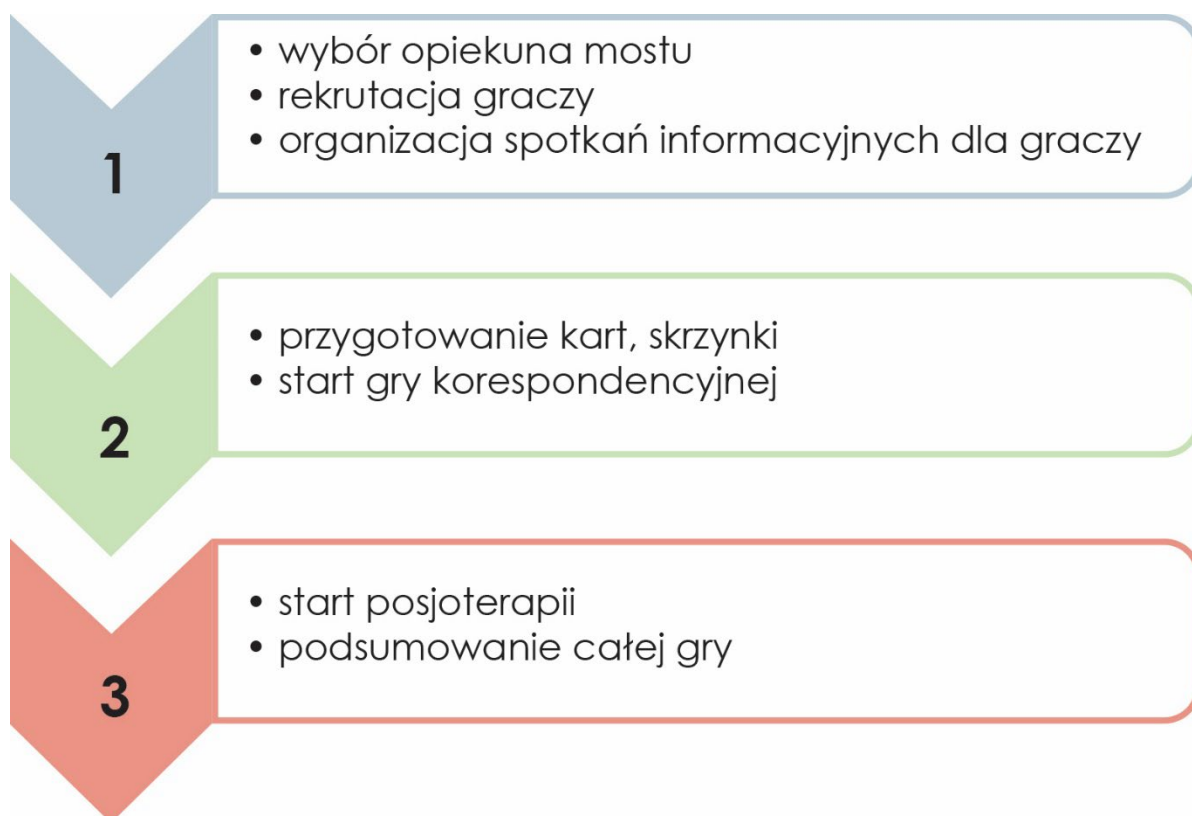 1
• wybór opiekuna mostu
• rekrutacja graczy
• organizacja spotkań informacyjnych dla graczy
2
• przygotowanie kart, skrzynki
• start gry korespondencyjnej
3
• start posjoterapii
• podsumowanie całej gry